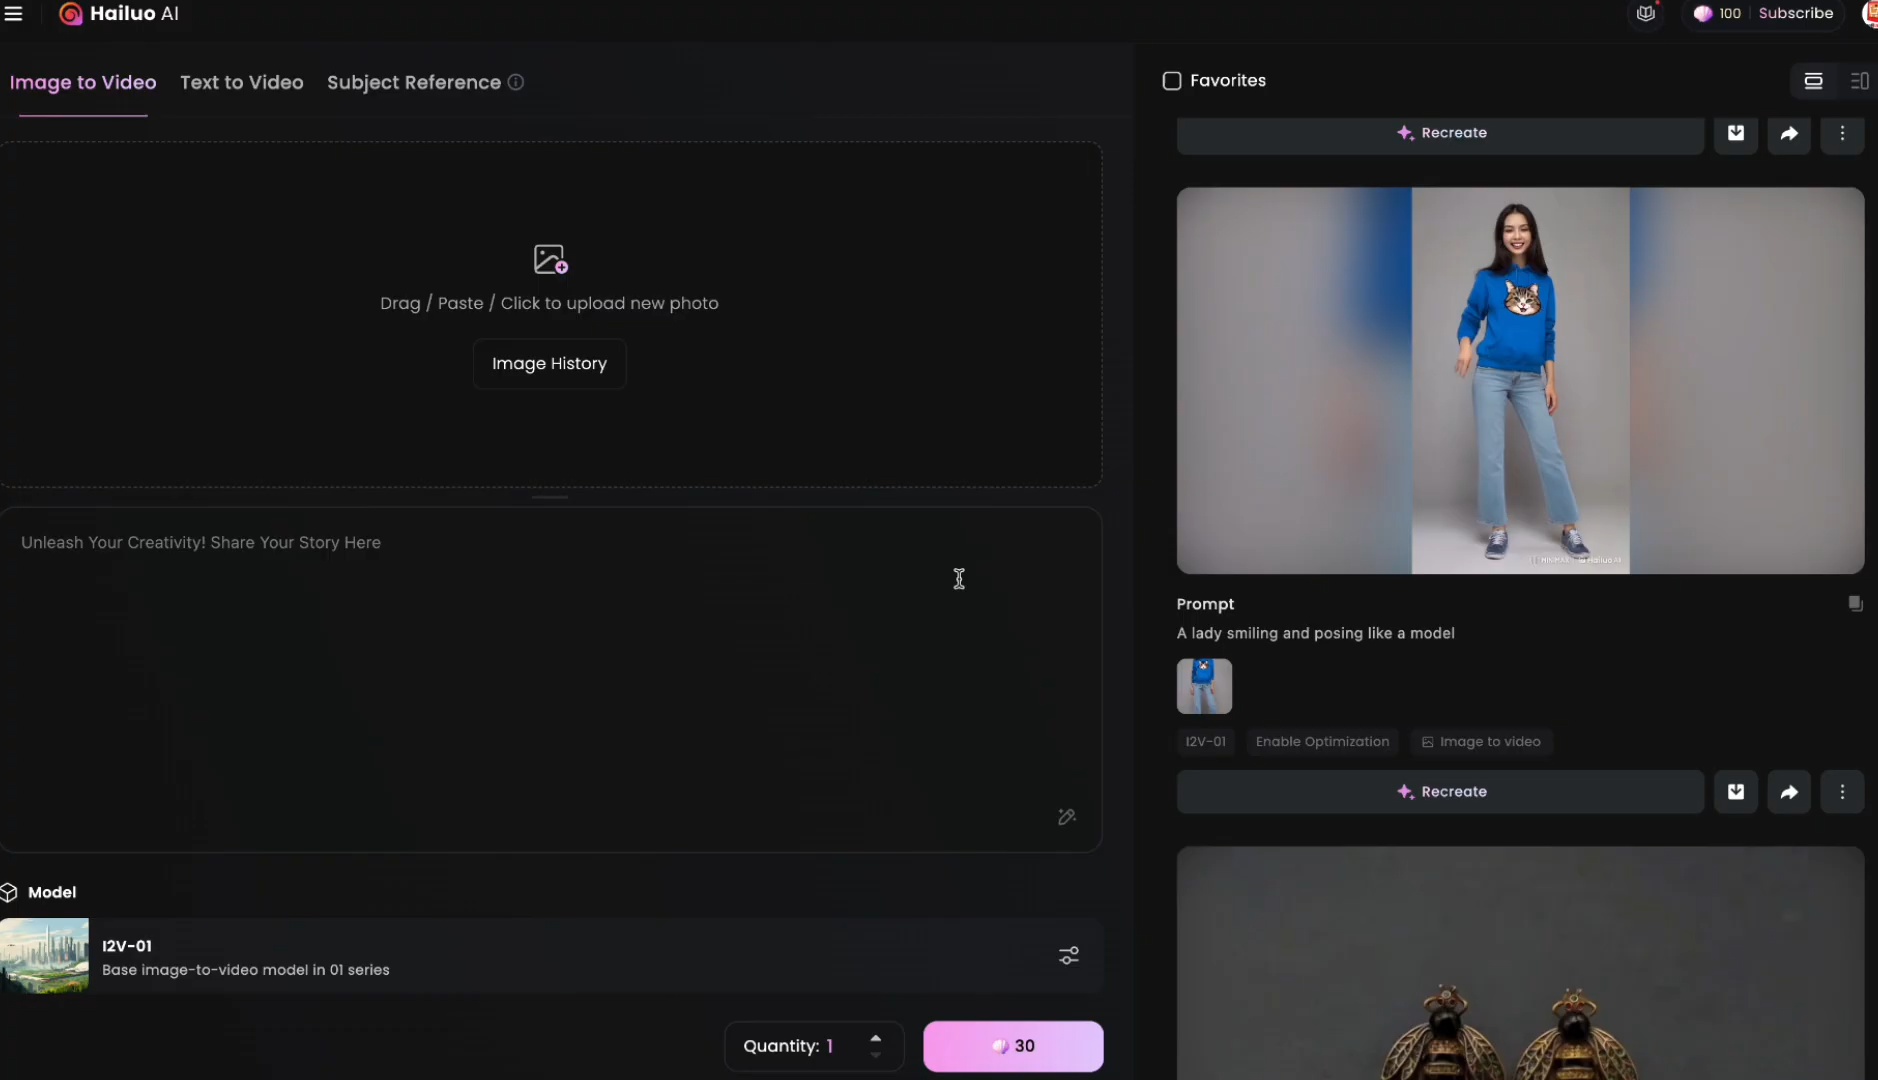 Hailuo AI
100 Subscribe
Image to Video Text to Video Subject Reference
Favorites
Recreate
Drag / Paste / Click to upload new photo
Image History
Unleash Your Creativity! Share Your Story Here
MINIMAX Hailuo AI
Prompt
A lady smiling and posing like a model
I2V-01 Enable Optimization Image to video
Recreate
Model
I2V-01
Base image-to-video model in 01 series
Quantity: 1
30